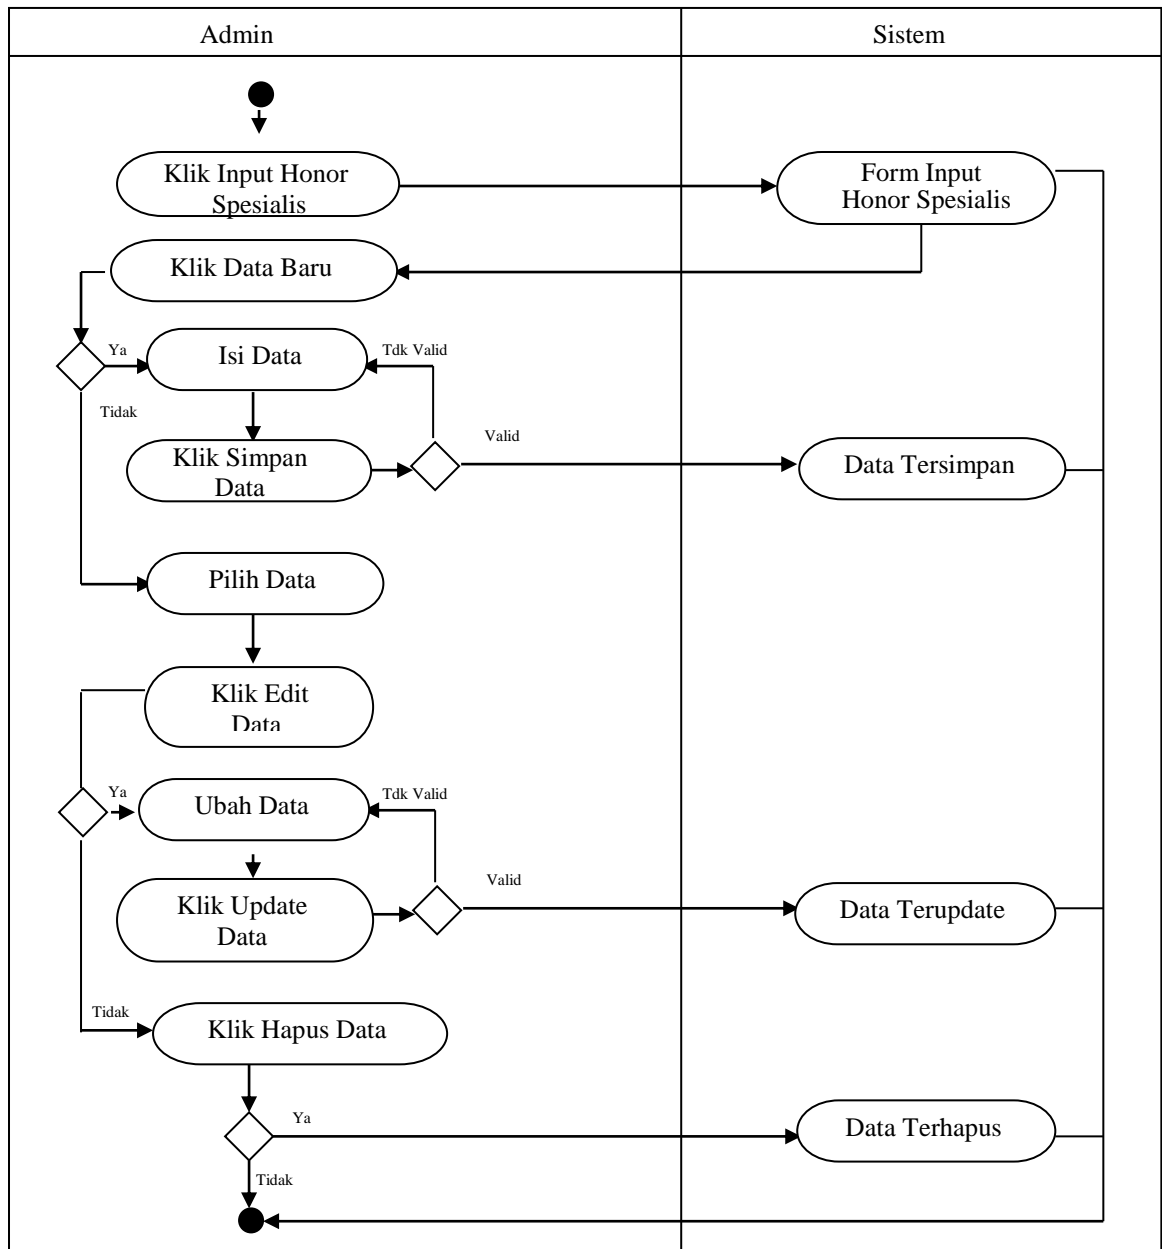 Admin
Sistem
Klik Input Honor
Spesialis
Form Input
Honor Spesialis
Klik Data Baru
Ya
Isi Data
Tdk Valid
Tidak
Klik Simpan
Data
Valid
Data Tersimpan
Pilih Data
Klik Edit
Data
Ya
Ubah Data
Tdk Valid
Klik Update
Data
Valid
Data Terupdate
Tidak
Klik Hapus Data
Ya
Data Terhapus
Tidak